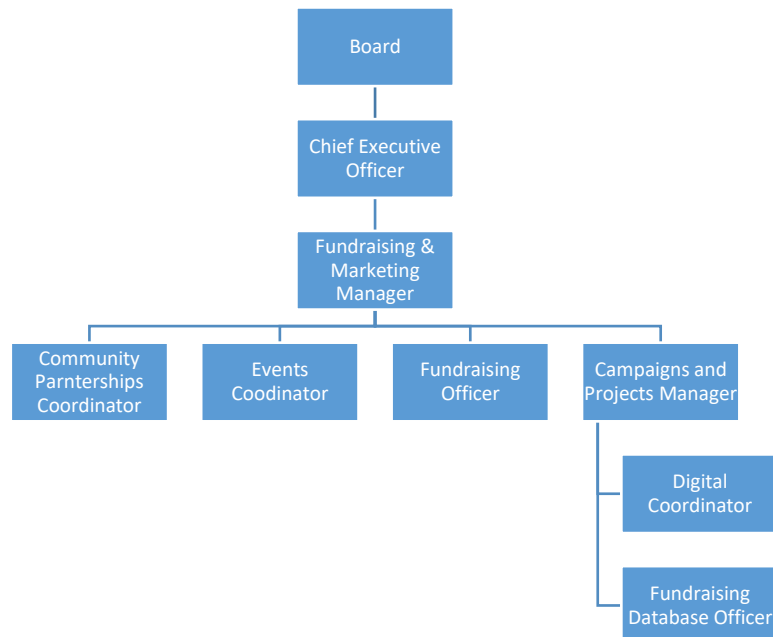 Board
Chief Executive
Officer
Fundraising &
Marketing
Manager
Community
Parnterships
Coordinator
Events
Coodinator
Fundraising
Officer
Campaigns and
Projects Manager
Digital
Coordinator
Fundraising
Database Officer